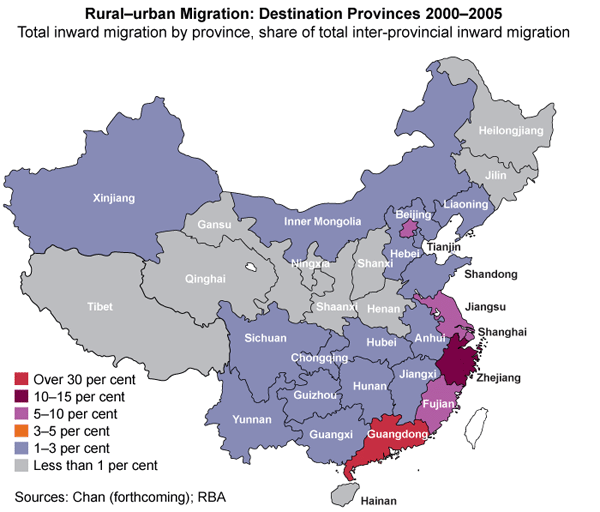 Rural–urban Migration: Destination Provinces 2000–2005
Total inward migration by province, share of total inter-provincial inward migration
Heilongjiang
Jilin
Xinjiang
Liaoning
Beijing
Inner Mongolia
Gansu
Tianjin
Hebei
Ningxia
Shanxi
Shandong
Qinghai
Tibet
Shaanxi
Henan
Jiangsu
Shanghai
Sichuan
Hubei
Anhui
Chongqing
Jiangxi
Zhejiang
Hunan
Guizhou
Fujian
Yunnan
Guangxi
Guangdong
Hainan
Over 30 per cent
10–15 per cent
5–10 per cent
3–5 per cent
1–3 per cent
Less than 1 per cent
Sources: Chan (forthcoming); RBA